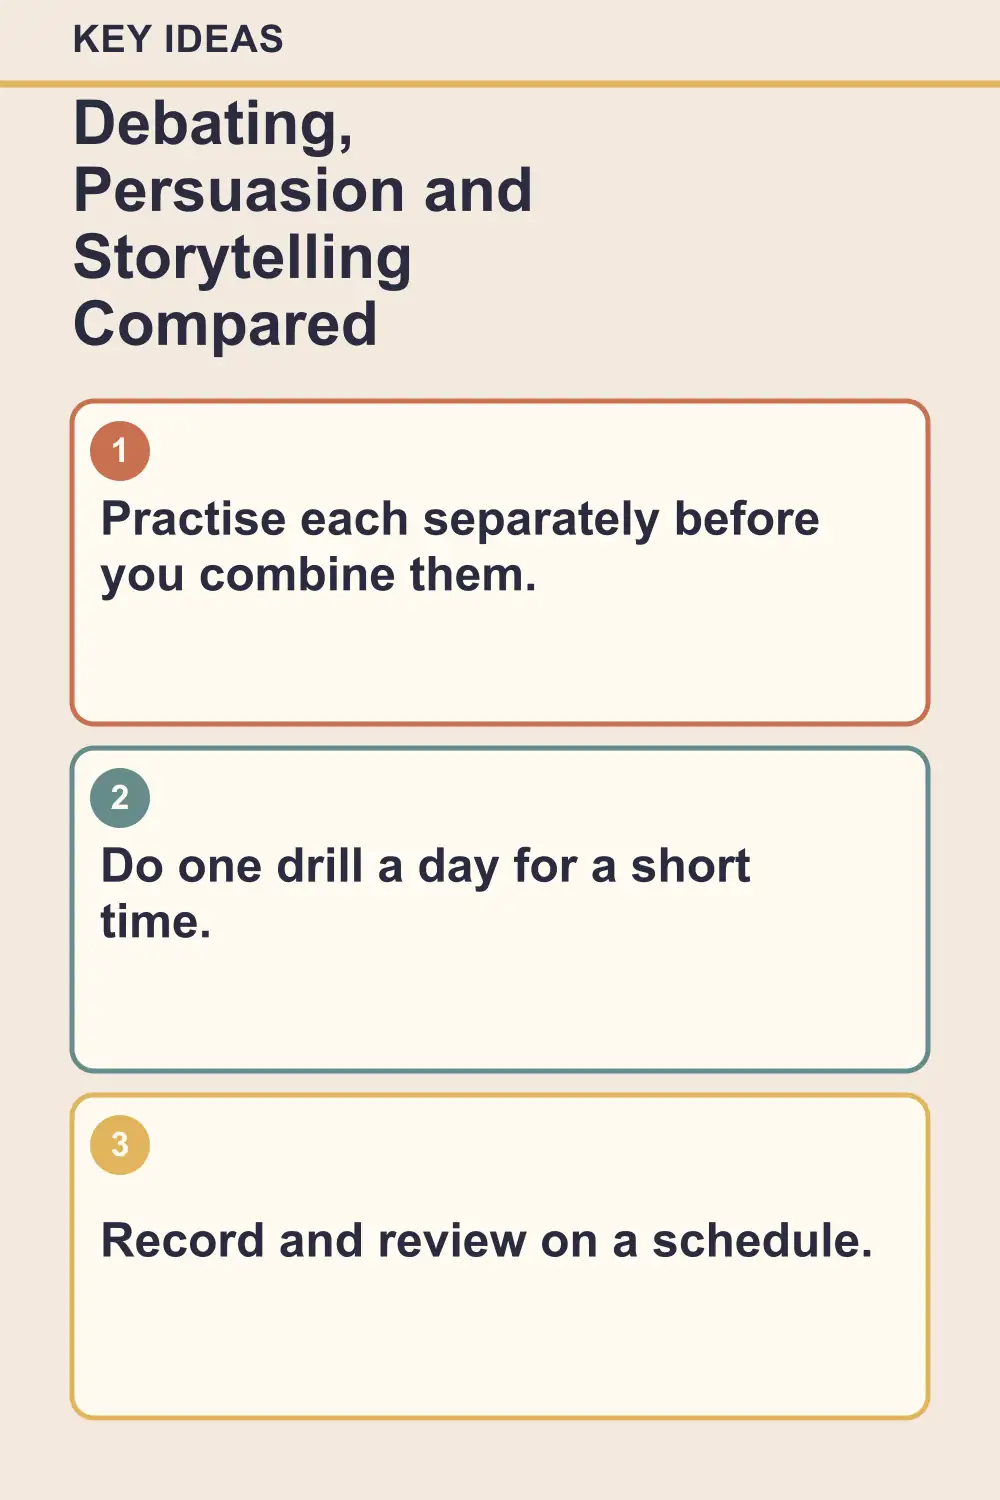 KEY IDEAS
Debating,
Persuasion and
Storytelling
Compared
1
Practise each separately before
you combine them.
2
Do one drill a day for a short
time.
3
Record and review on a schedule.